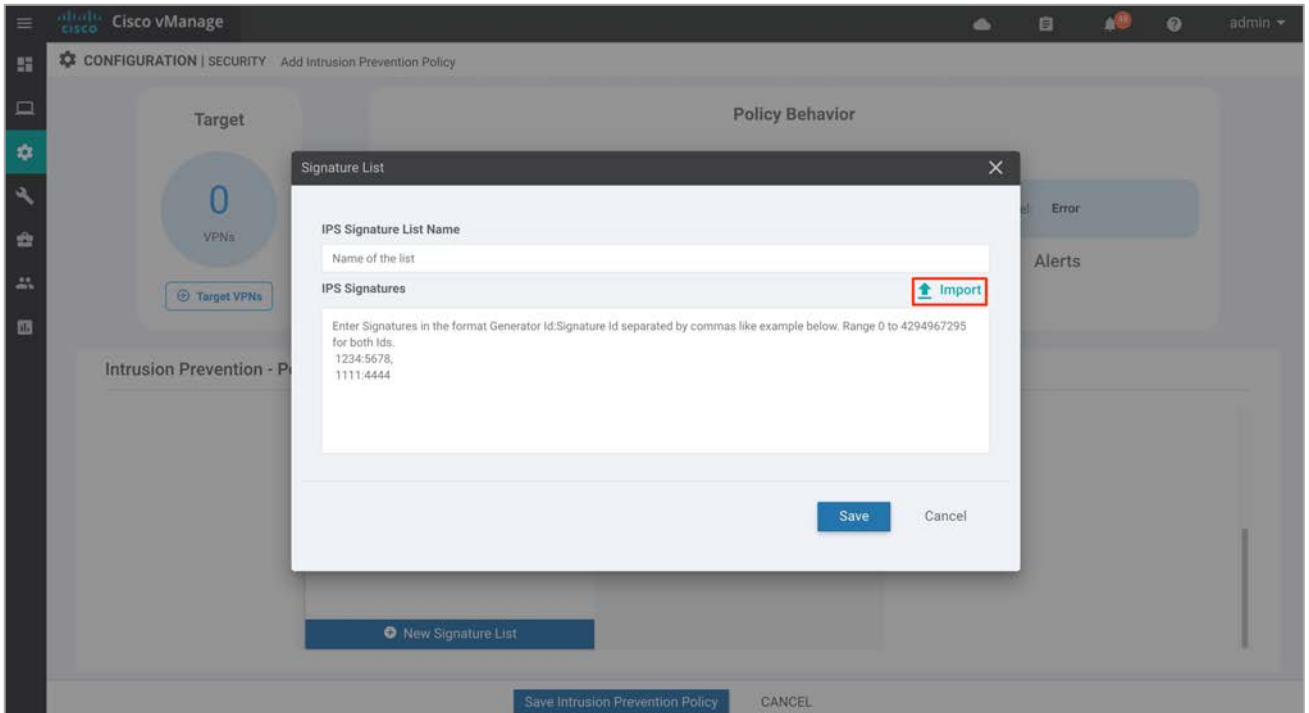 cisco Cisco vManage admin
CONFIGURATION | SECURITY Add Intrusion Prevention Policy
Target
Policy Behavior
Signature List
0
VPNs
Error
IPS Signature List Name
Name of the list
Alerts
IPS Signatures
Import
Target VPNs
Enter Signatures in the format Generator Id:Signature Id separated by commas like example below. Range 0 to 4294967295
for both Ids.
1234:5678,
1111:4444
Intrusion Prevention - P
Save Cancel
New Signature List
Save Intrusion Prevention Policy CANCEL